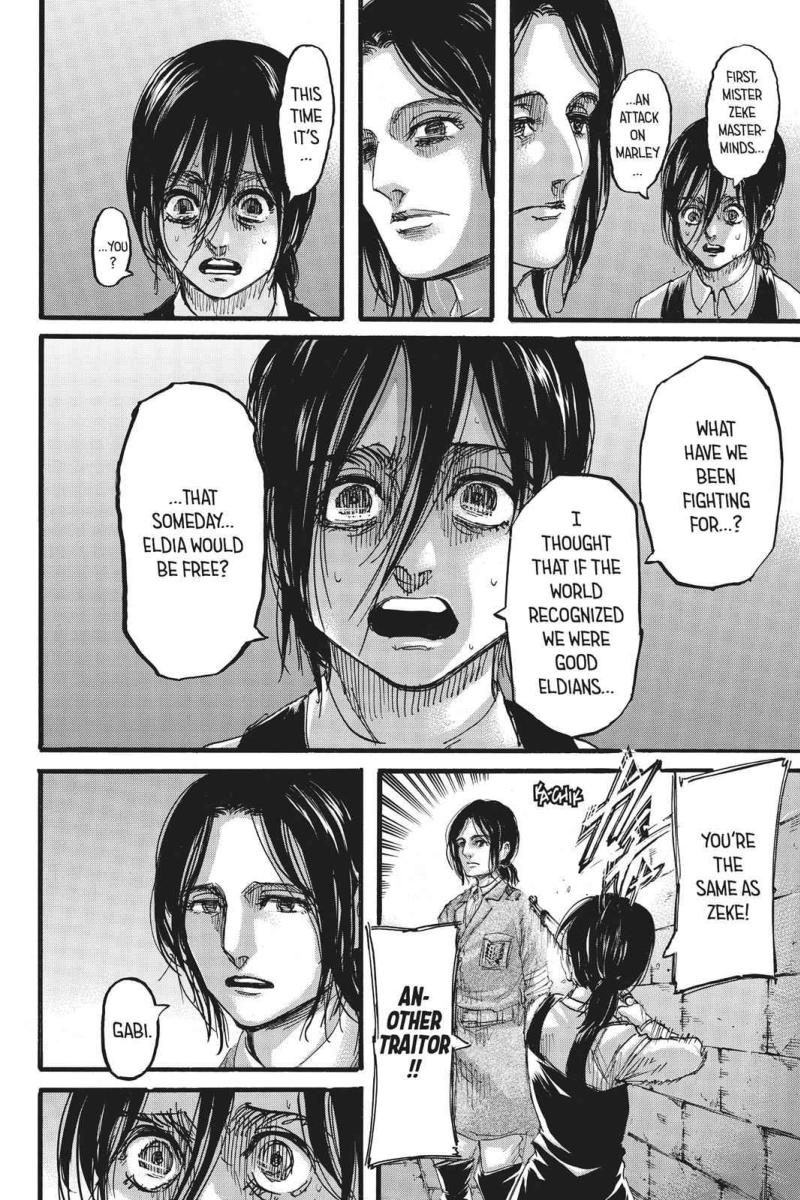 FIRST,
MISTER
ZEKE
MASTER-
MINDS...
...AN
ATTACK
ON
MARLEY
...
THIS
TIME
IT'S
...
...YOU
?
WHAT
HAVE WE
BEEN
FIGHTING
FOR...?
I
THOUGHT
THAT IF THE
WORLD
RECOGNIZED
WE WERE
GOOD
ELDIANS...
...THAT
SOMEDAY...
ELDIA WOULD
BE FREE?
YOU'RE
THE
SAME AS
ZEKE!
KA-CHIK
AN-
OTHER
TRAITOR
!!
GABI.